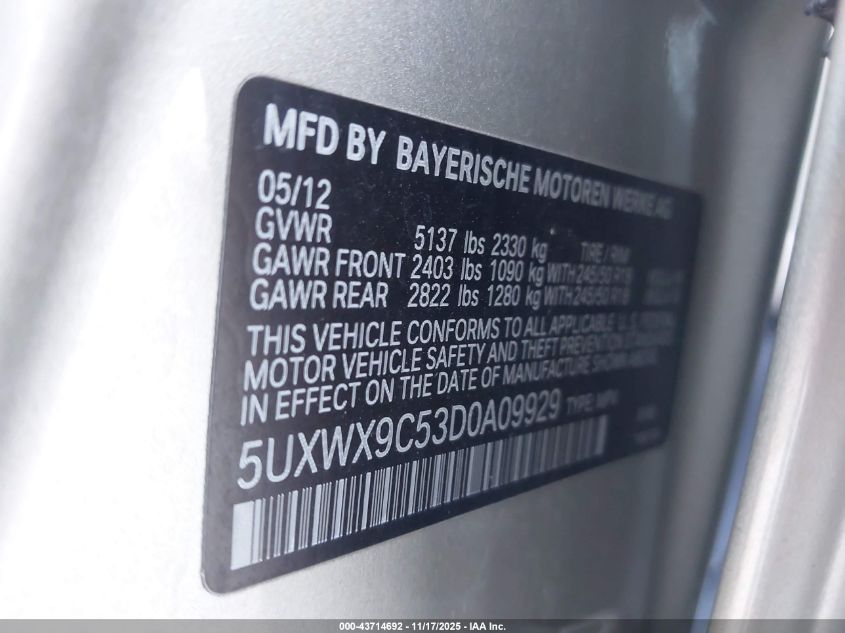 MFD BY BAYERISCHE MOTOREN WERKE AG
05/12
GVWR 5137 lbs 2330 kg TIRE / RIM
GAWR FRONT 2403 lbs 1090 kg WITH 245/50 R18
GAWR REAR 2822 lbs 1280 kg WITH 245/50 R18
THIS VEHICLE CONFORMS TO ALL APPLICABLE U.S. FEDERAL
MOTOR VEHICLE SAFETY AND THEFT PREVENTION STANDARDS
IN EFFECT ON THE DATE OF MANUFACTURE SHOWN ABOVE.
5UXWX9C53D0A09929 TYPE: MPV
000-43714692 - 11/17/2025 - IAA Inc.